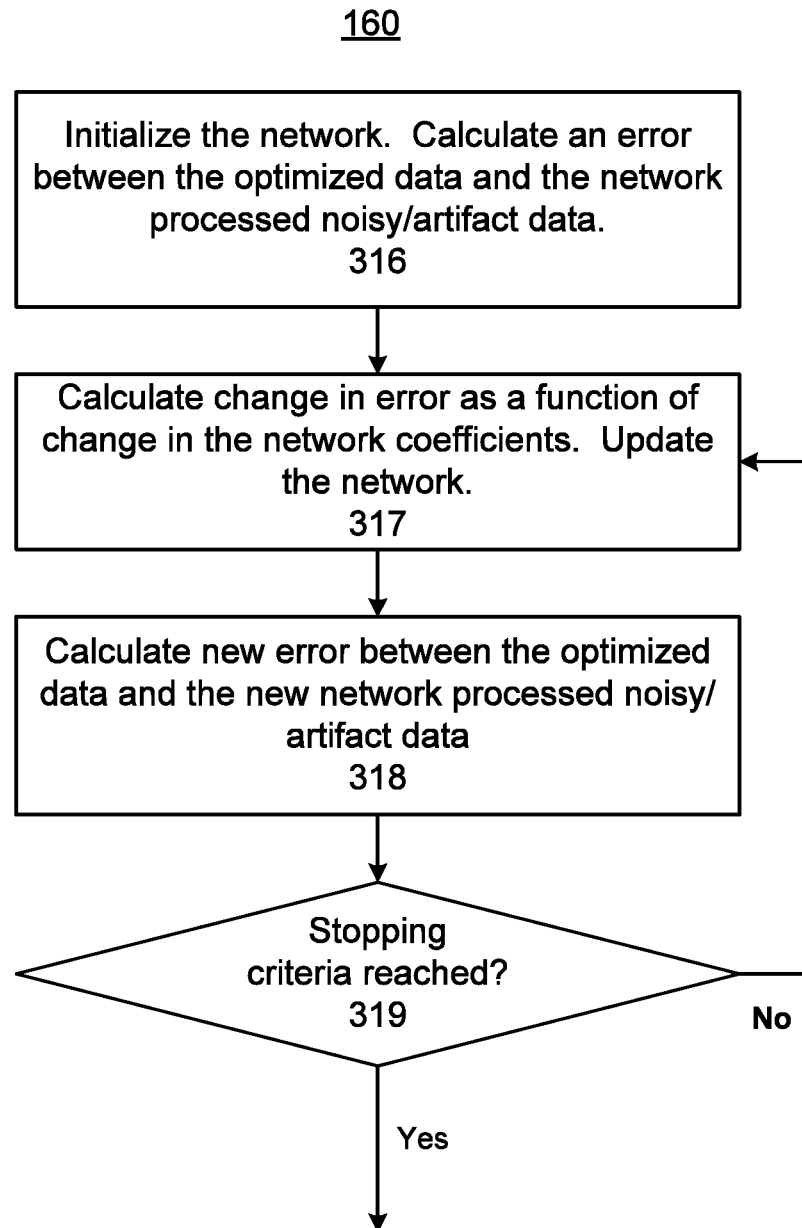 160
Initialize the network. Calculate an error
between the optimized data and the network
processed noisy/artifact data.
316
Calculate change in error as a function of
change in the network coefficients. Update
the network.
317
Calculate new error between the optimized
data and the new network processed noisy/
artifact data
318
Stopping
criteria reached?
319
No
Yes